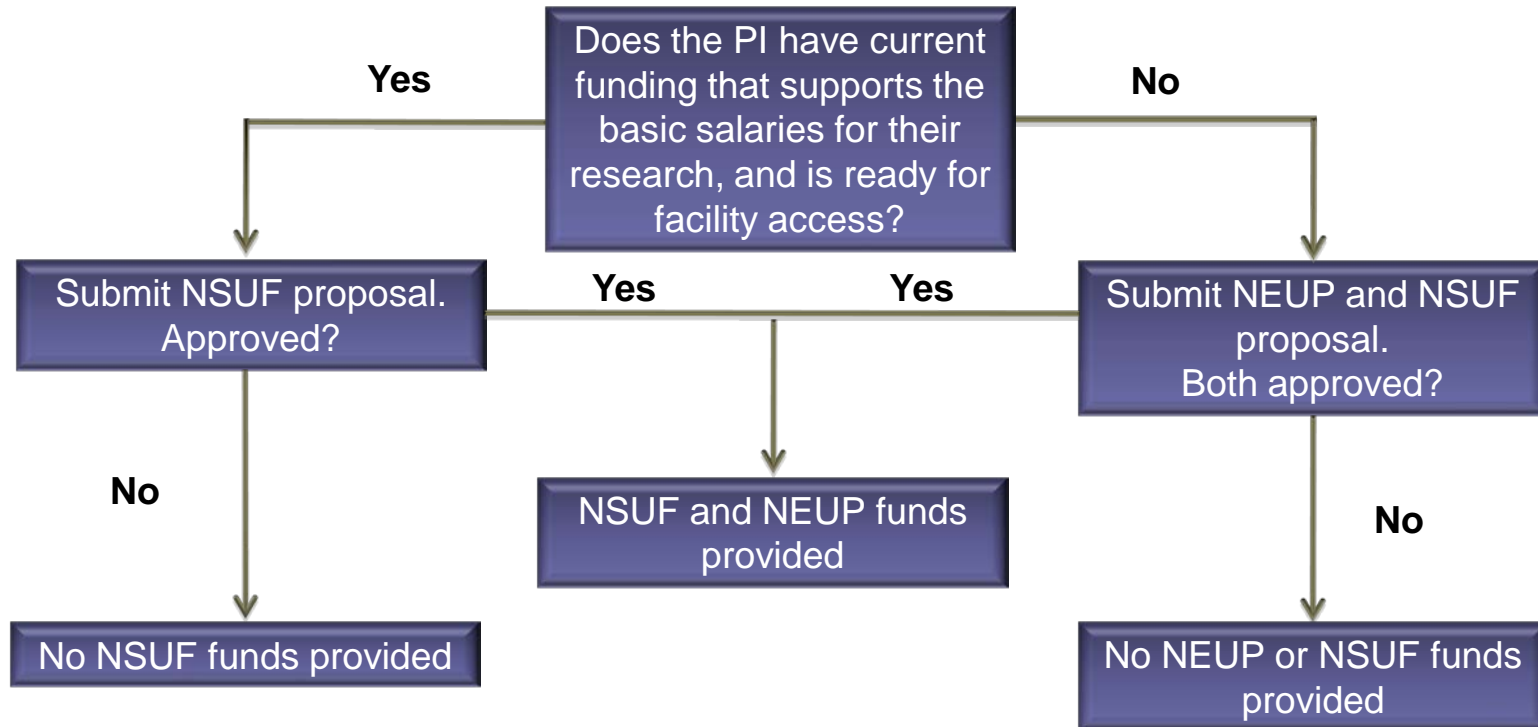 Does the PI have current
funding that supports the
basic salaries for their
research, and is ready for
facility access?
Yes
No
Submit NSUF proposal.
Approved?
Yes
Yes
Submit NEUP and NSUF
proposal.
Both approved?
No
NSUF and NEUP funds
provided
No
No NSUF funds provided
No NEUP or NSUF funds
provided